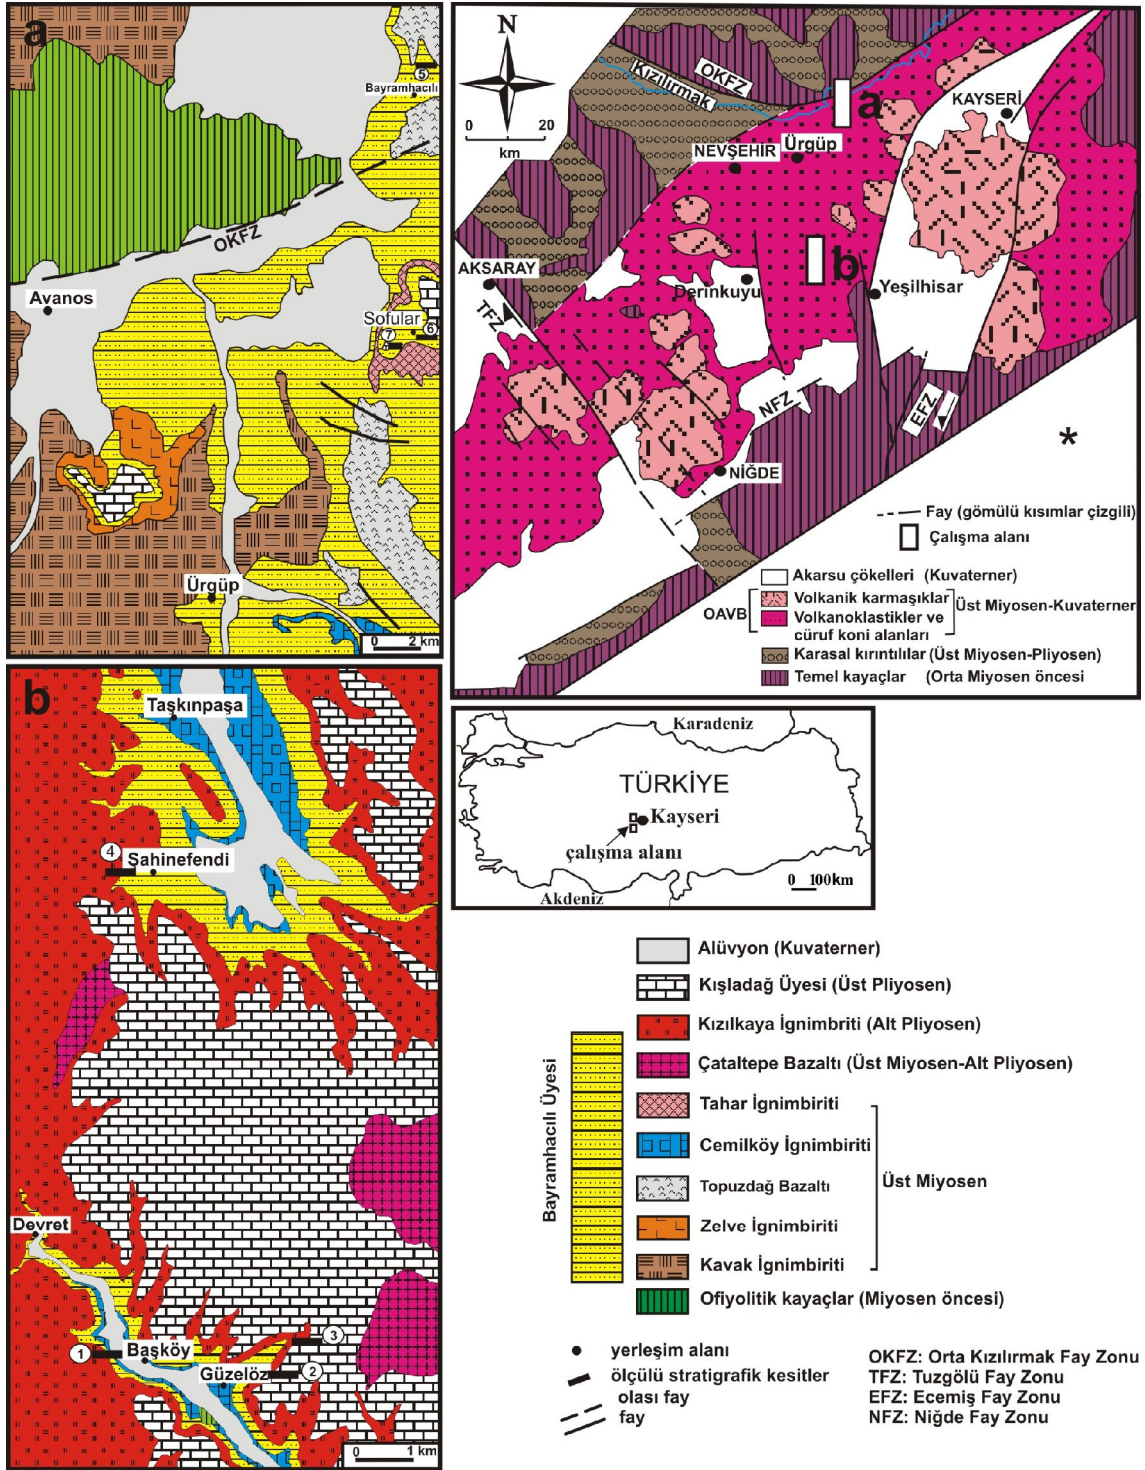 a
5
Bayramhacılı
OKFZ
Avanos
Sofular
6
7
Ürgüp
0 2 km
N
0 20
km
Kızılırmak
OKFZ
a
KAYSERİ
NEVŞEHİR
Ürgüp
AKSARAY
TFZ
Derinkuyu
b
Yeşilhisar
NFZ
EFZ
NİĞDE
*
Fay (gömülü kısımlar çizgili)
Çalışma alanı
Akarsu çökelleri (Kuvaterner)
OAVB
Volkanik karmaşıklar
Volkanoklastikler ve
cüruf koni alanları
Üst Miyosen-Kuvaterner
Karasal kırıntılılar (Üst Miyosen-Pliyosen)
Temel kayaçlar (Orta Miyosen öncesi
b
Taşkınpaşa
4
Şahinefendi
Devret
1
Başköy
3
2
Güzelöz
0 1 km
Karadeniz
TÜRKİYE
Kayseri
çalışma alanı
Akdeniz
0 100km
Alüvyon (Kuvaterner)
Kışladağ Üyesi (Üst Pliyosen)
Kızılkaya İgnimbriti (Alt Pliyosen)
Çataltepe Bazaltı (Üst Miyosen-Alt Pliyosen)
Bayramhacılı Üyesi
Tahar İgnimbiriti
Cemilköy İgnimbiriti
Topuzdağ Bazaltı
Zelve İgnimbiriti
Kavak İgnimbiriti
Üst Miyosen
Ofiyolitik kayaçlar (Miyosen öncesi)
yerleşim alanı
ölçülü stratigrafik kesitler
olası fay
fay
OKFZ: Orta Kızılırmak Fay Zonu
TFZ: Tuzgölü Fay Zonu
EFZ: Ecemiş Fay Zonu
NFZ: Niğde Fay Zonu